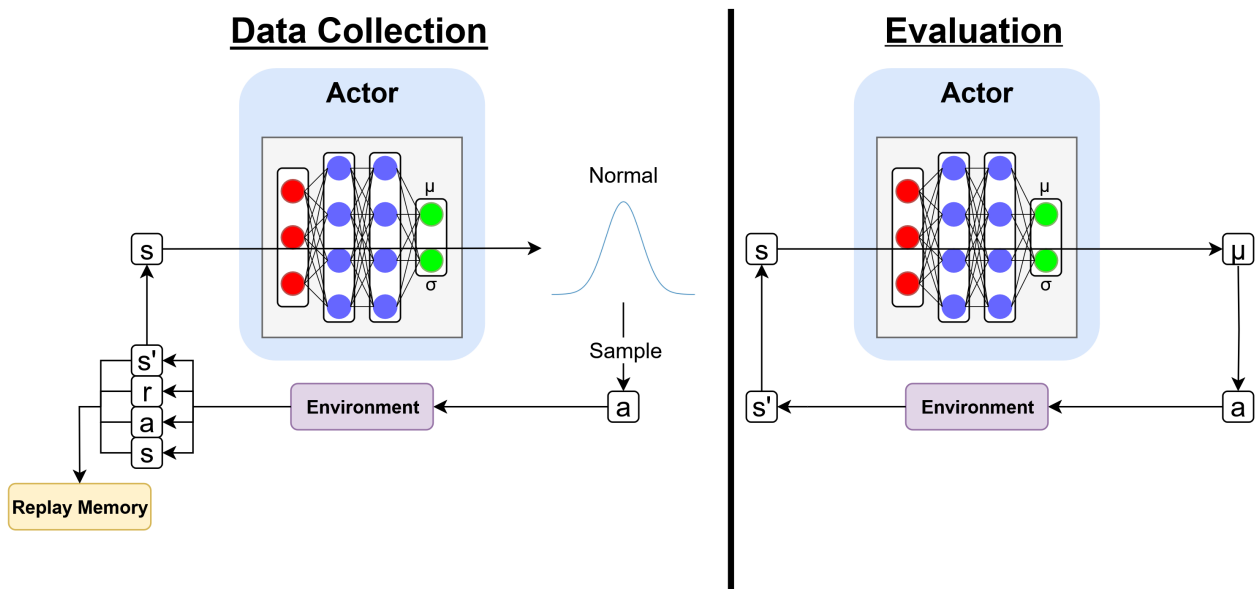 Data Collection
Actor
μ
σ
Normal
Sample
s
s'
r
a
s
Environment
a
Replay Memory
Evaluation
Actor
μ
σ
s
μ
s'
Environment
a